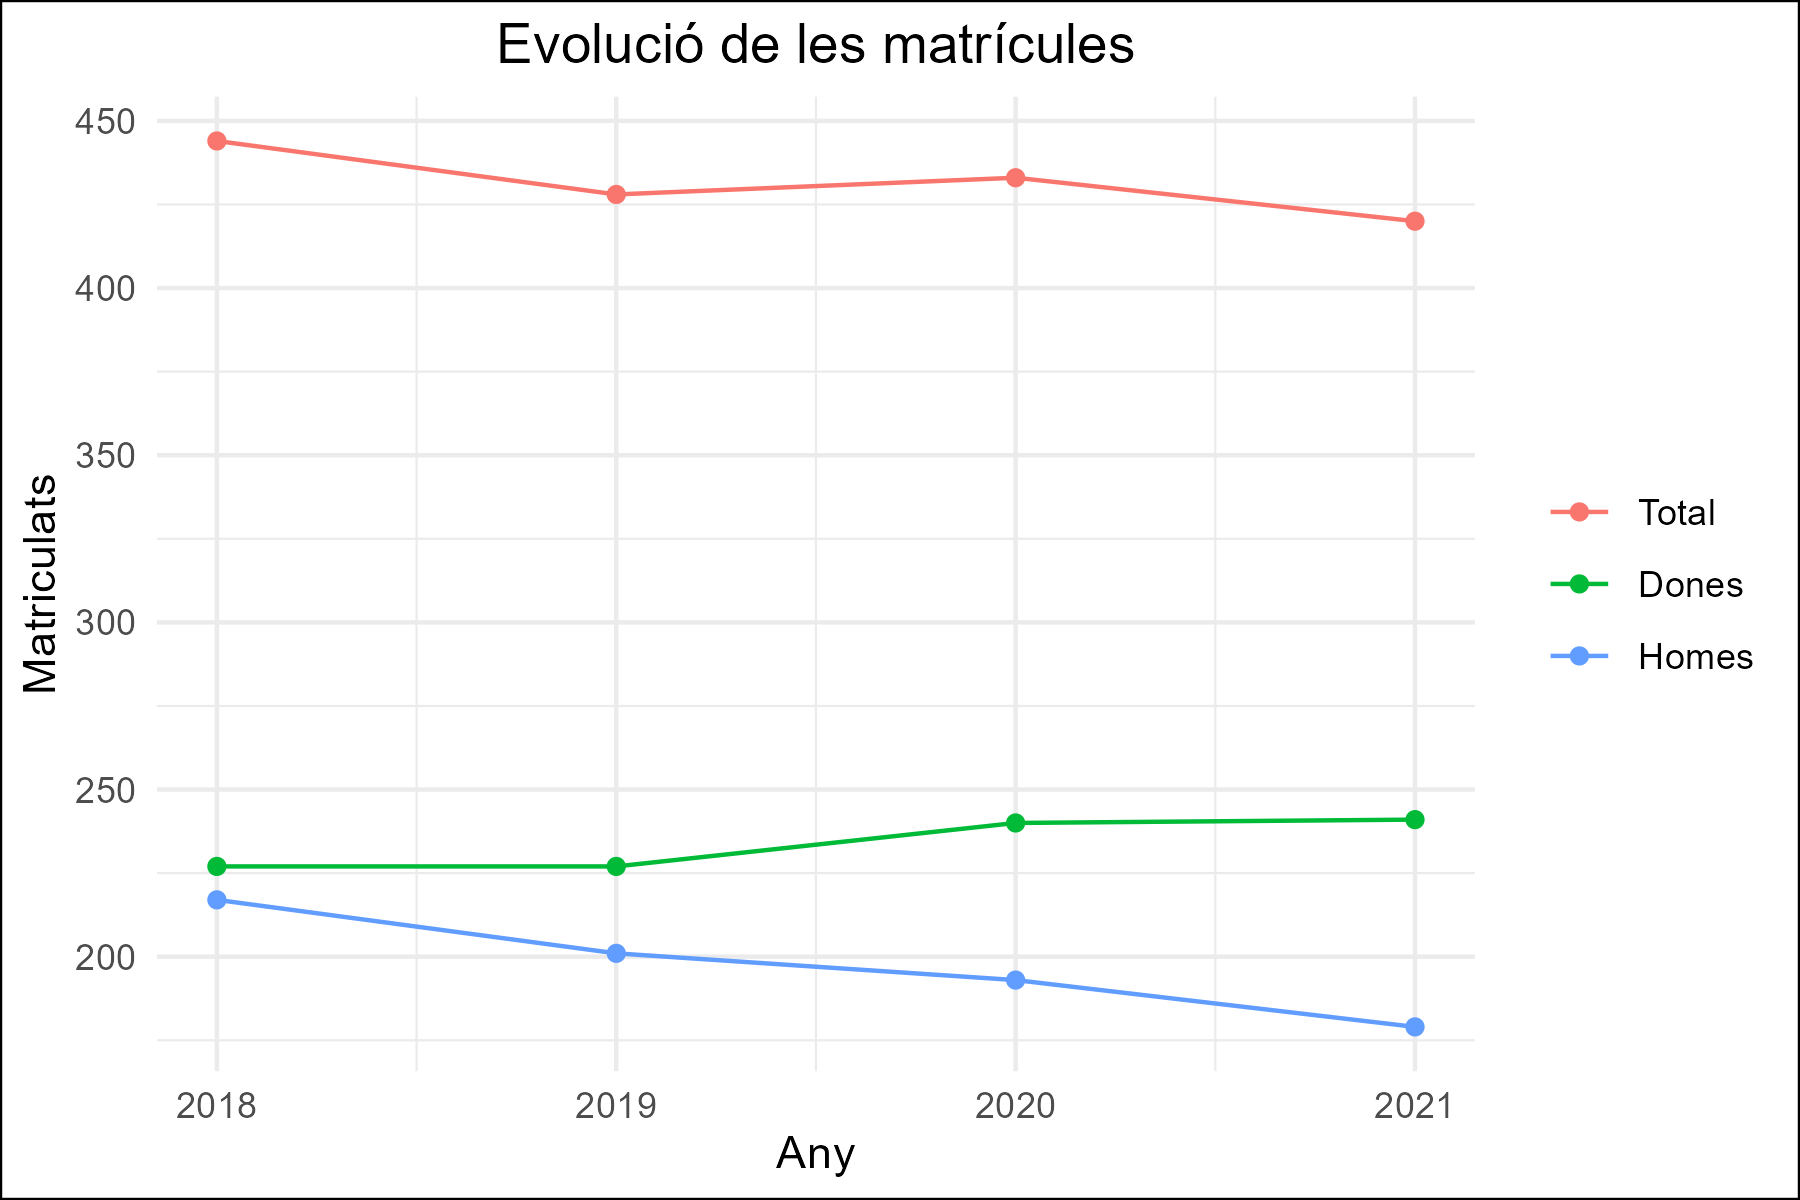 Evolució de les matrícules
450
400
350
300
250
200
Matriculats
2018 2019 2020 2021
Any
Total
Dones
Homes